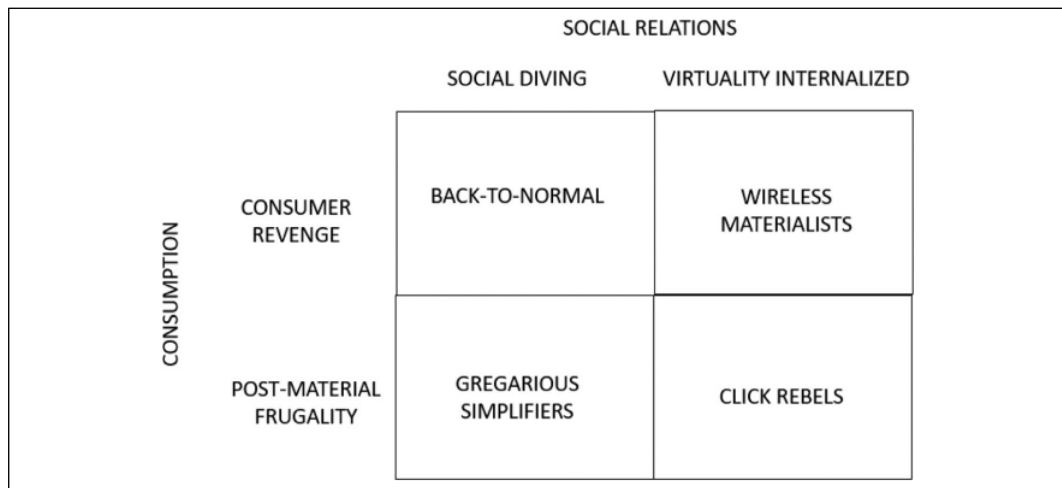 SOCIAL RELATIONS
SOCIAL DIVING
VIRTUALITY INTERNALIZED
CONSUMPTION
CONSUMER
REVENGE
BACK-TO-NORMAL
WIRELESS
MATERIALISTS
POST-MATERIAL
FRUGALITY
GREGARIOUS
SIMPLIFIERS
CLICK REBELS